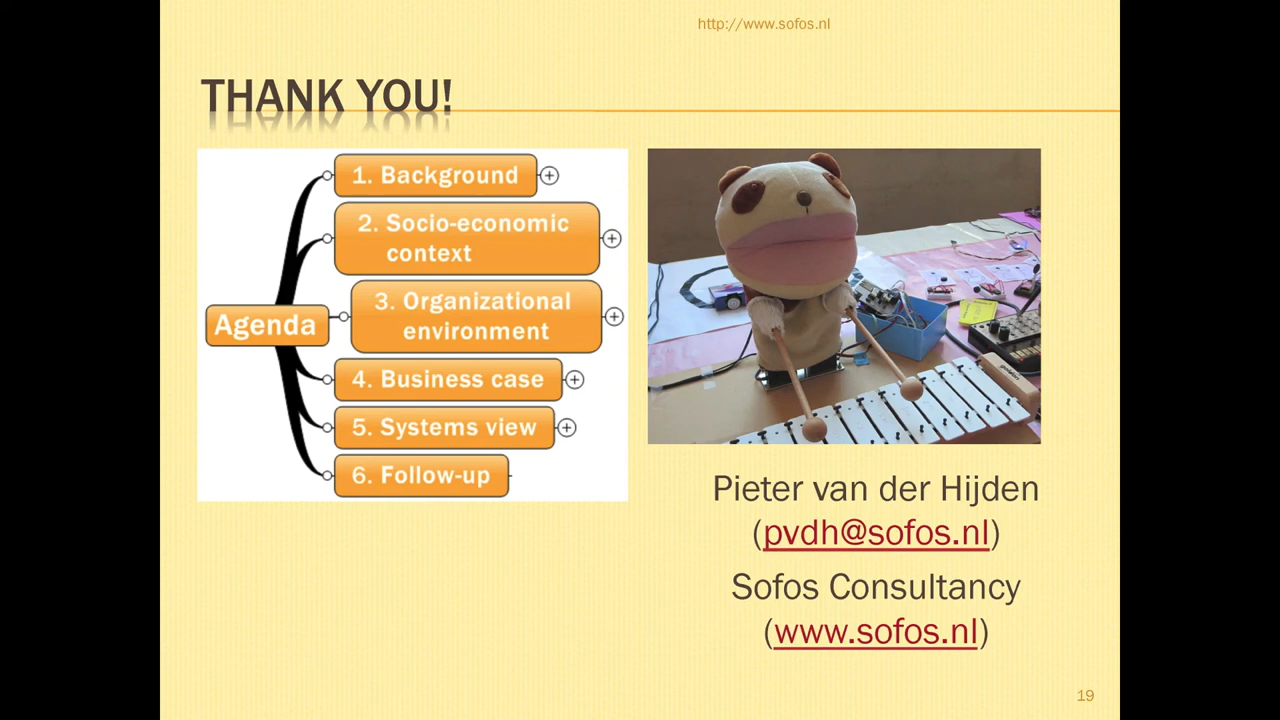 http://www.sofos.nl
THANK YOU!
Agenda
1. Background
2. Socio-economic
context
3. Organizational
environment
4. Business case
5. Systems view
6. Follow-up
Pieter van der Hijden
(pvdh@sofos.nl)
Sofos Consultancy
(www.sofos.nl)
19